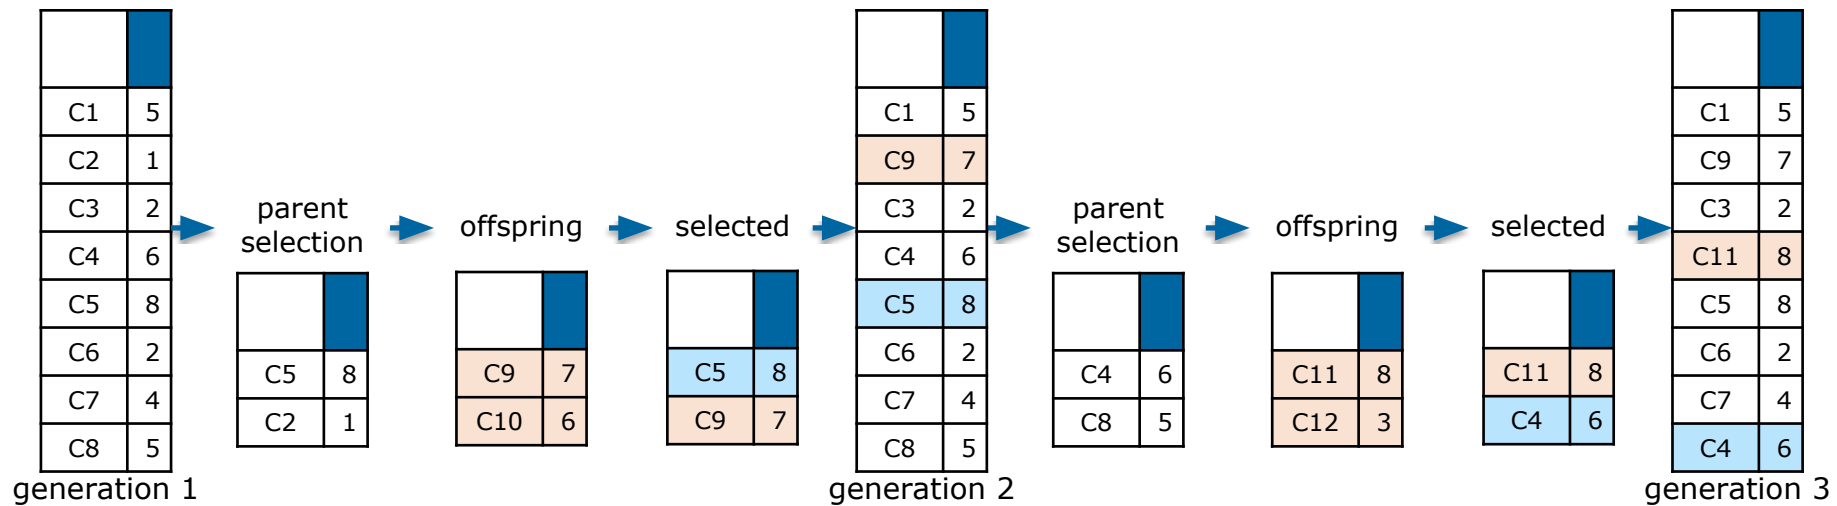 C1 5
C2 1
C3 2
C4 6
C5 8
C6 2
C7 4
C8 5
generation 1
parent
selection
C5 8
C2 1
offspring
C9 7
C10 6
selected
C5 8
C9 7
C1 5
C9 7
C3 2
C4 6
C5 8
C6 2
C7 4
C8 5
generation 2
parent
selection
C4 6
C8 5
offspring
C11 8
C12 3
selected
C11 8
C4 6
C1 5
C9 7
C3 2
C11 8
C5 8
C6 2
C7 4
C4 6
generation 3